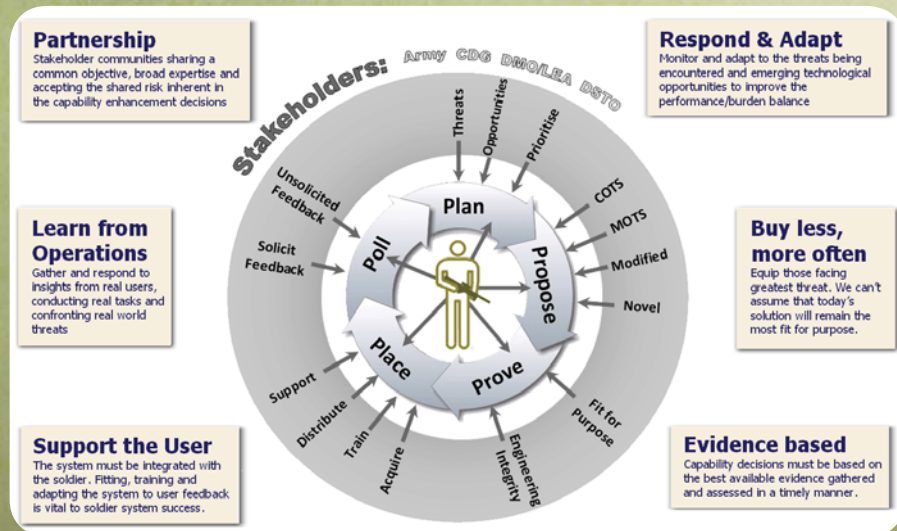 Partnership
Stakeholder communities sharing a
common objective, broad expertise and
accepting the shared risk inherent in
the capability enhancement decisions
Stakeholders:
Army CDG DMO/LEA DSTO
Respond & Adapt
Monitor and adapt to the threats being
encountered and emerging technological
opportunities to improve the
performance/burden balance
Threats
Opportunities
Prioritise
Unsolicited
Feedback
Solicit
Feedback
Plan
Poll
Propose
Place
Prove
COTS
MOTS
Modified
Novel
Learn from
Operations
Gather and respond to
insights from real users,
conducting real tasks and
confronting real world
threats
Buy less,
more often
Equip those facing
greatest threat. We can't
assume that today's
solution will remain the
most fit for purpose.
Support
Distribute
Train
Acquire
Engineering
Integrity
Fit for
Purpose
Support the User
The system must be integrated with
the soldier. Fitting, training and
adapting the system to user feedback
is vital to soldier system success.
Evidence based
Capability decisions must be based on
the best available evidence gathered
and assessed in a timely manner.